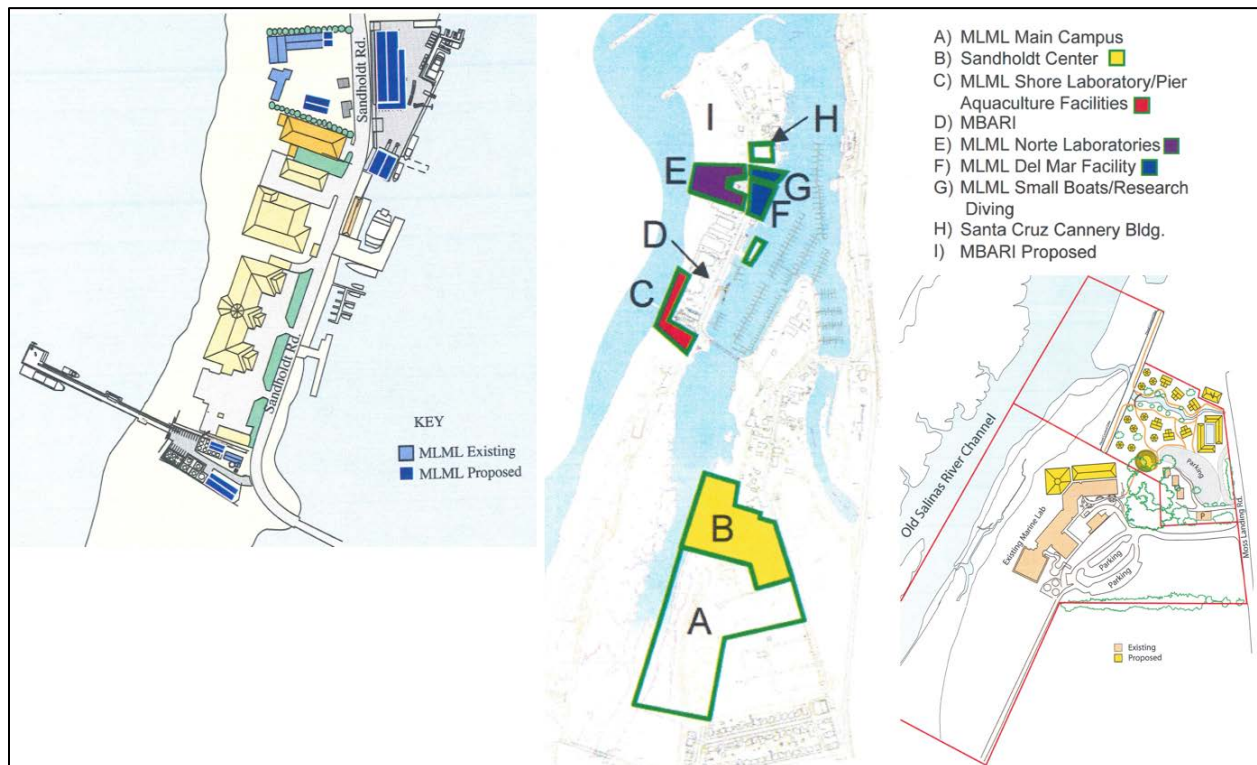 Sandholdt Rd.
Sandholdt Rd.
Sandholdt Rd.
KEY
MLML Existing
MLML Proposed
I
H
E
G
F
D
C
B
A
A) MLML Main Campus
B) Sandholdt Center
C) MLML Shore Laboratory/Pier
Aquaculture Facilities
D) MBARI
E) MLML Norte Laboratories
F) MLML Del Mar Facility
G) MLML Small Boats/Research
Diving
H) Santa Cruz Cannery Bldg.
I) MBARI Proposed
Old Salinas River Channel
Existing Marine Lab
Parking
P
Moss Landing Rd.
Parking
Parking
Existing
Proposed